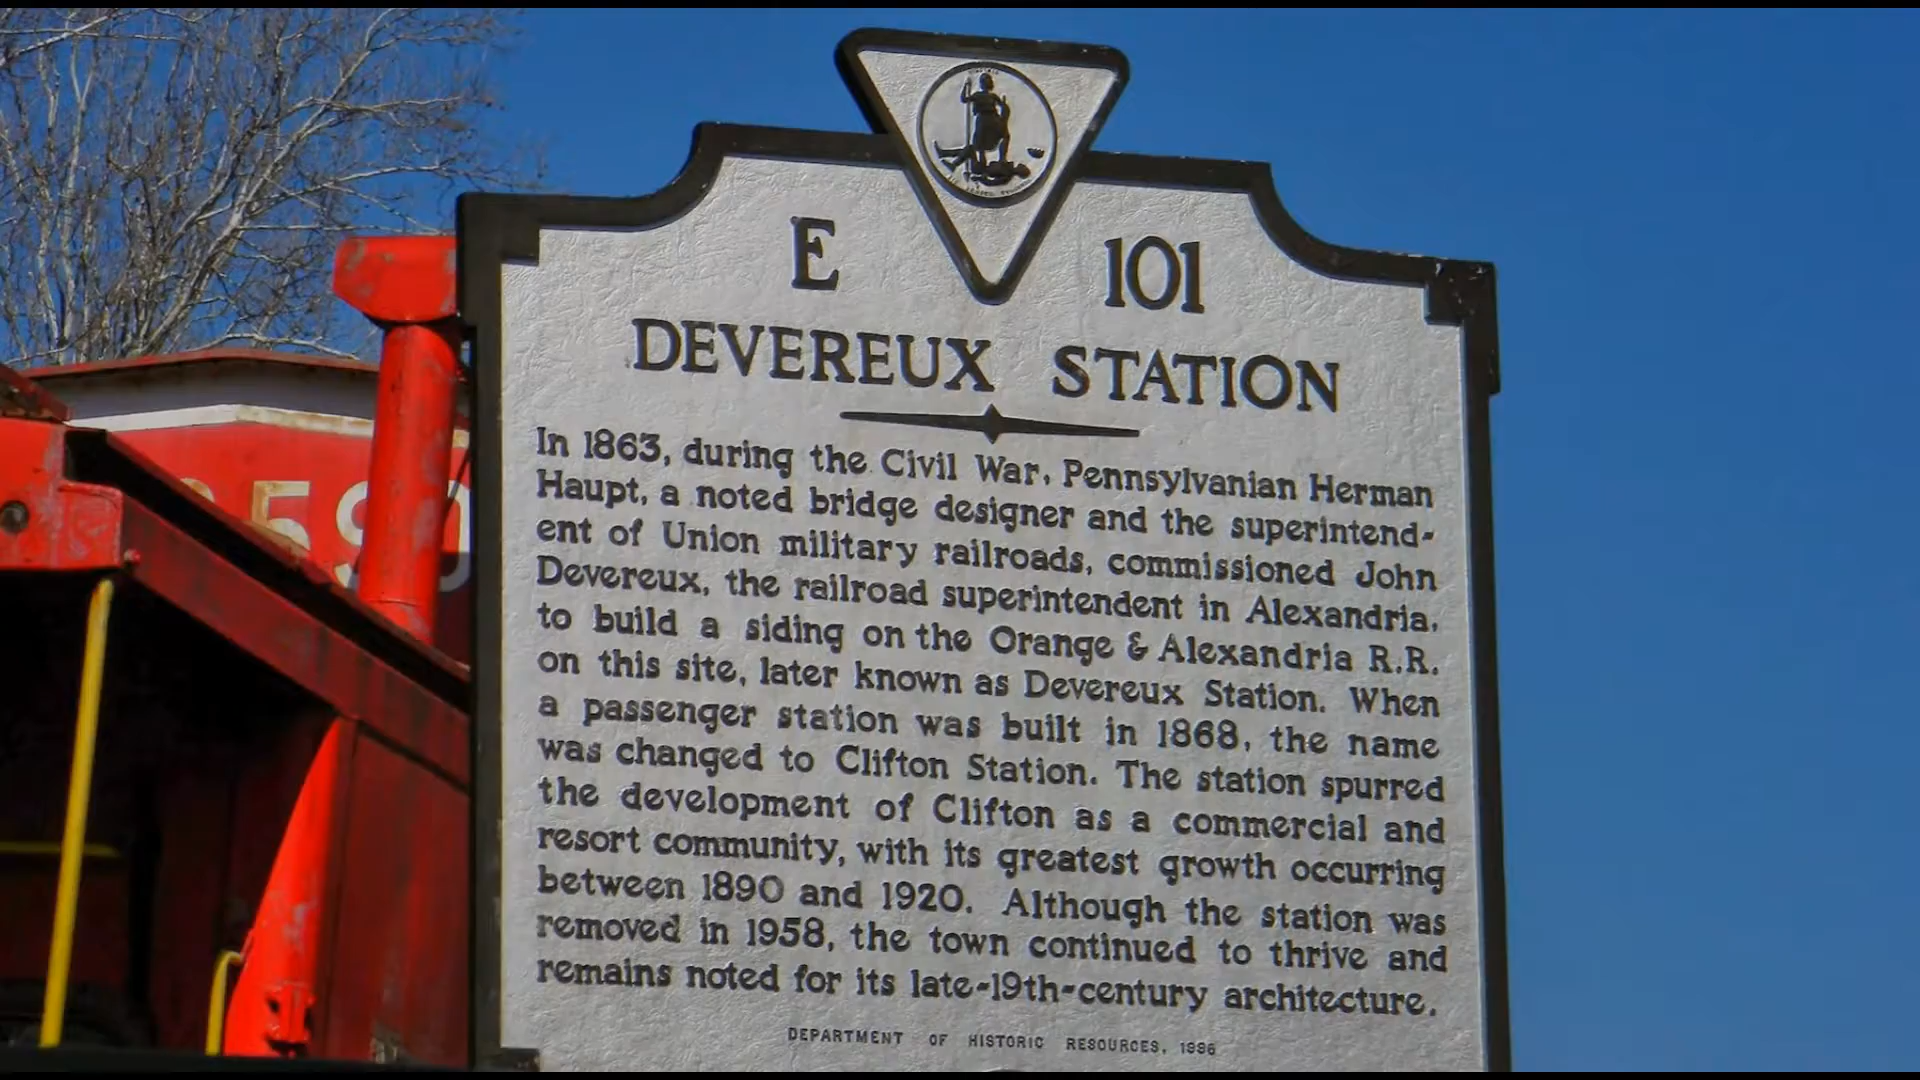 E 101
DEVEREUX STATION
In 1863, during the Civil War, Pennsylvanian Herman
Haupt, a noted bridge designer and the superintend-
ent of Union military railroads, commissioned John
Devereux, the railroad superintendent in Alexandria,
to build a siding on the Orange & Alexandria R.R.
on this site, later known as Devereux Station. When
a passenger station was built in 1868, the name
was changed to Clifton Station. The station spurred
the development of Clifton as a commercial and
resort community, with its greatest growth occurring
between 1890 and 1920. Although the station was
removed in 1958, the town continued to thrive and
remains noted for its late-19th-century architecture.
DEPARTMENT OF HISTORIC RESOURCES, 1996